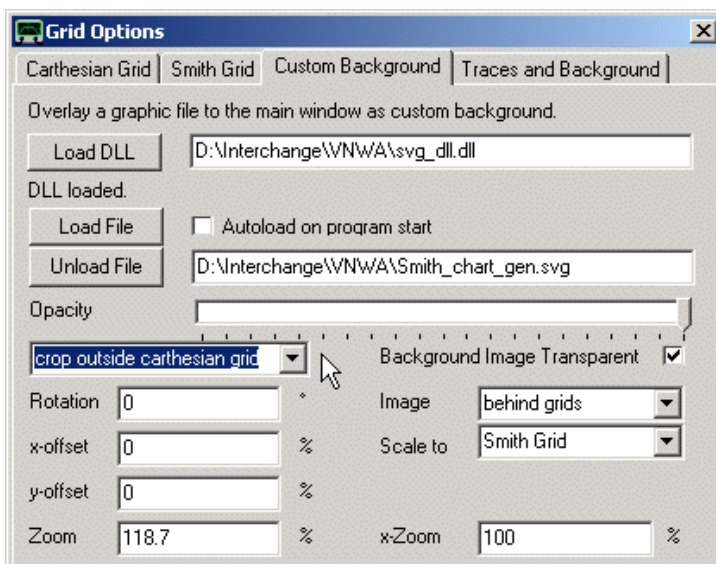 Grid Options
Carthesian Grid Smith Grid Custom Background Traces and Background
Overlay a graphic file to the main window as custom background.
Load DLL D:\Interchange\VNWA\svg_dll.dll
DLL loaded.
Load File Autoload on program start
Unload File D:\Interchange\VNWA\Smith_chart_gen.svg
Opacity
crop outside carthesian grid Background Image Transparent
Rotation 0 ° Image behind grids
x-offset 0 % Scale to Smith Grid
y-offset 0 %
Zoom 118.7 % x-Zoom 100 %